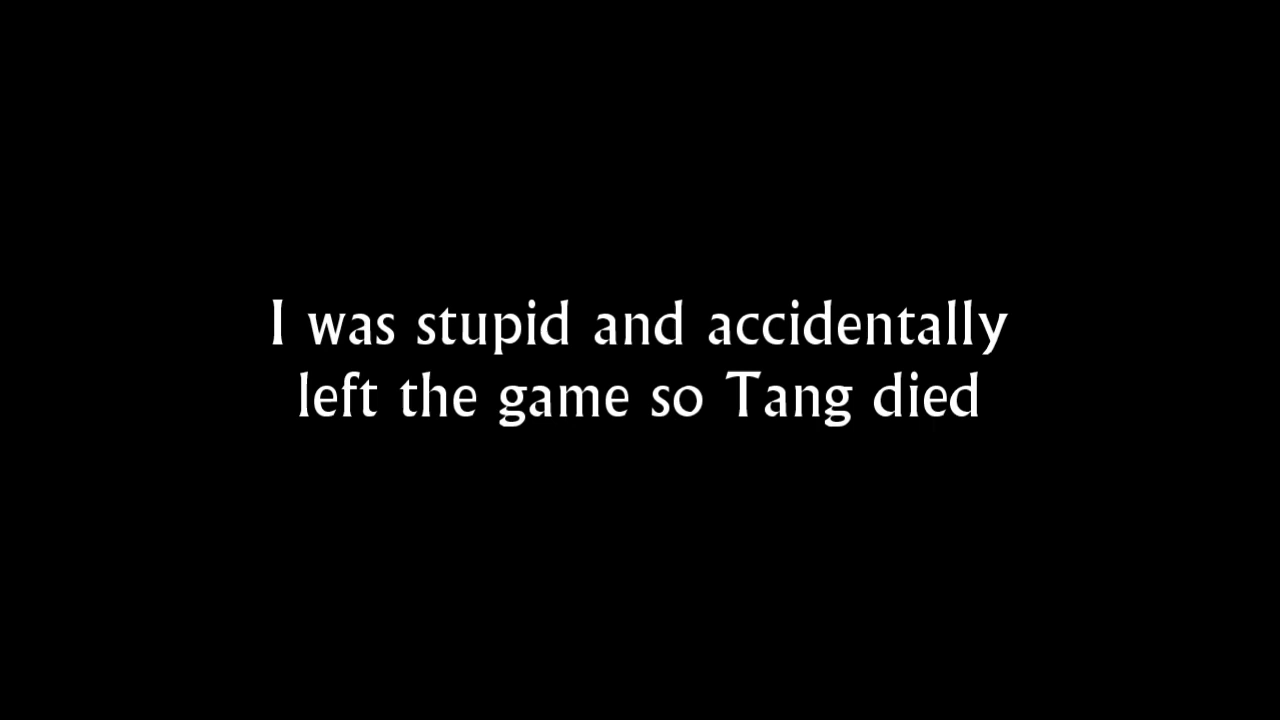 I was stupid and accidentally
left the game so Tang died